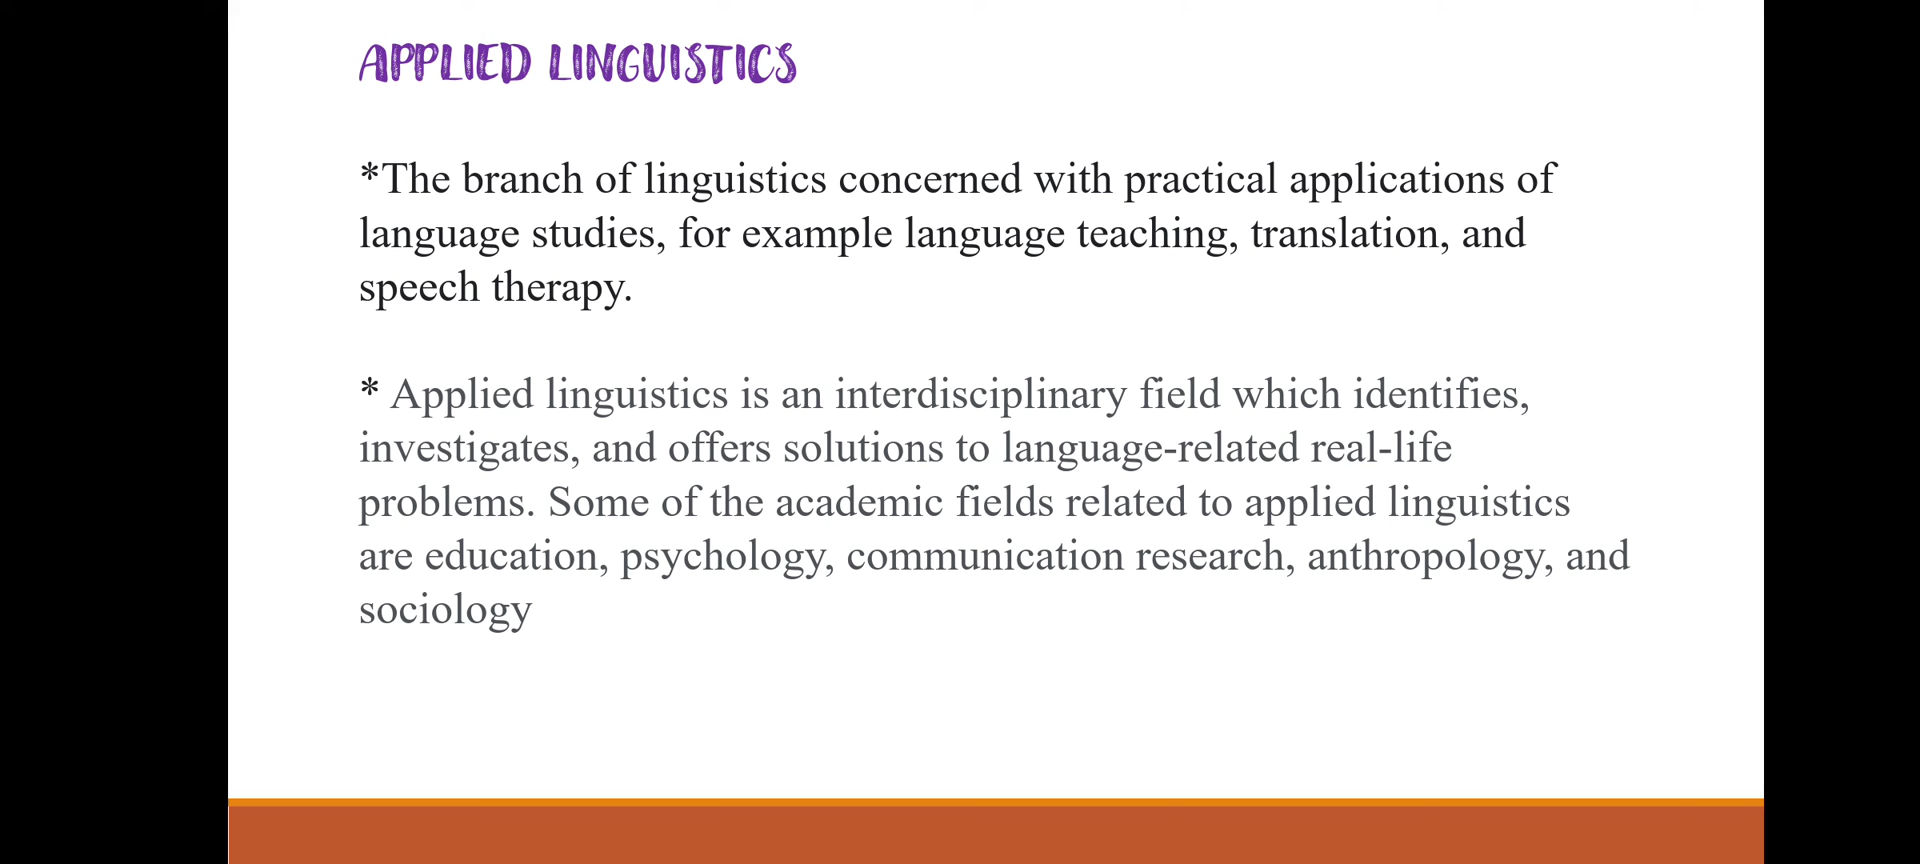 APPLIED LINGUISTICS
*The branch of linguistics concerned with practical applications of
language studies, for example language teaching, translation, and
speech therapy.
* Applied linguistics is an interdisciplinary field which identifies,
investigates, and offers solutions to language-related real-life
problems. Some of the academic fields related to applied linguistics
are education, psychology, communication research, anthropology, and
sociology